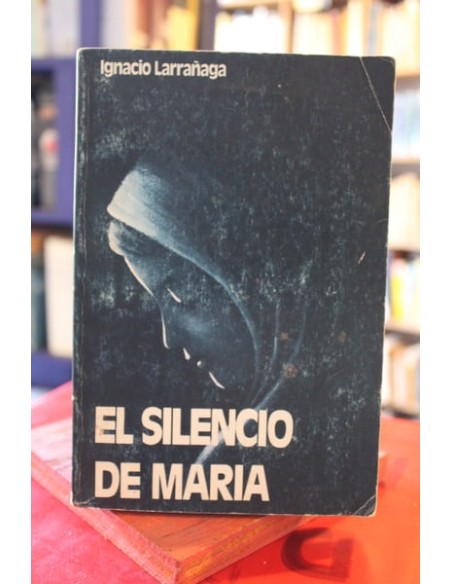 Ignacio Larrañaga
EL SILENCIO
DE MARIA